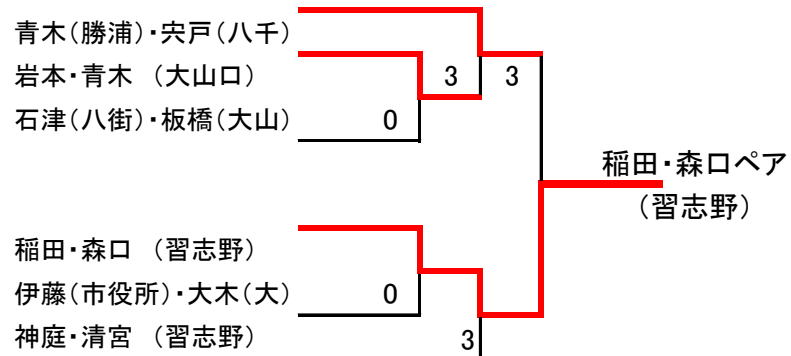 青木(勝浦)・宍戸(八千)
岩本・青木 (大山口)
3
3
石津(八街)・板橋(大山)
0
稲田・森口ペア
(習志野)
稲田・森口 (習志野)
伊藤(市役所)・大木(大)
0
神庭・清宮 (習志野)
3